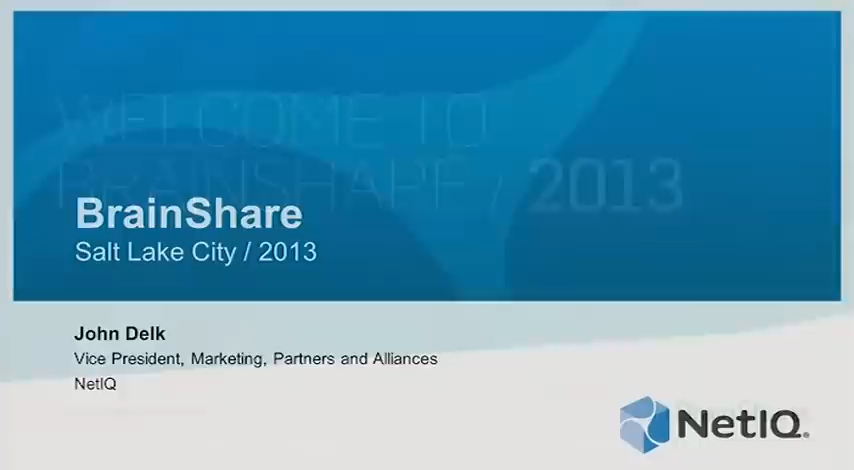 WELCOME TO
BRAINSHARE / 2013
BrainShare
Salt Lake City / 2013
John Delk
Vice President, Marketing, Partners and Alliances
NetIQ
NetIQ.